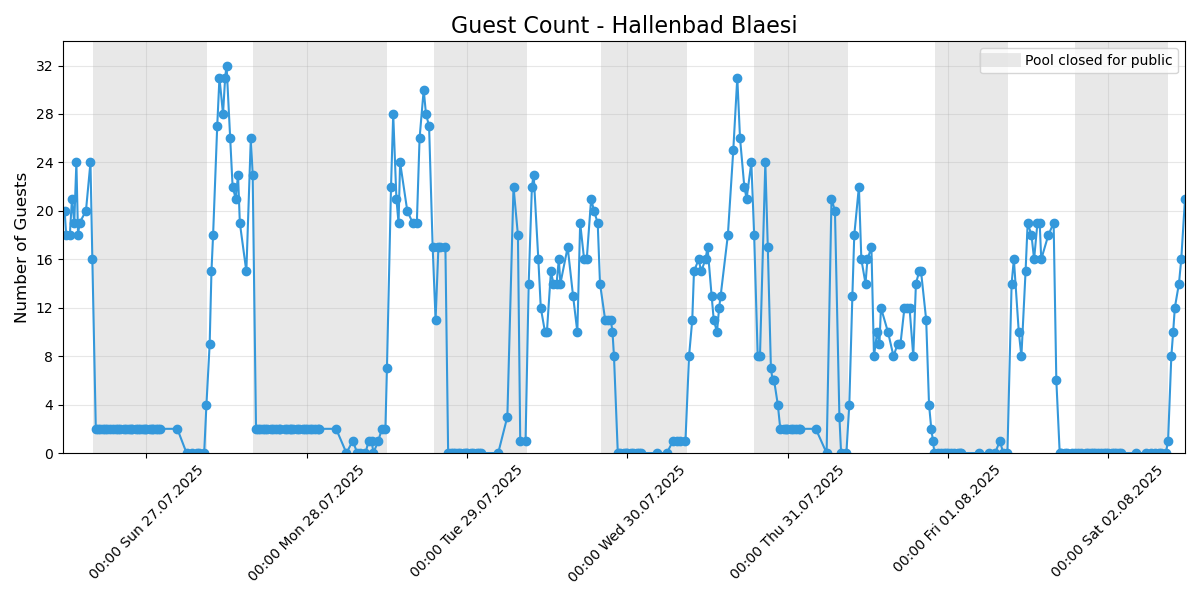 Guest Count - Hallenbad Blaesi
Pool closed for public
Number of Guests
32
28
24
20
16
12
8
4
0
00:00 Sun 27.07.2025
00:00 Mon 28.07.2025
00:00 Tue 29.07.2025
00:00 Wed 30.07.2025
00:00 Thu 31.07.2025
00:00 Fri 01.08.2025
00:00 Sat 02.08.2025